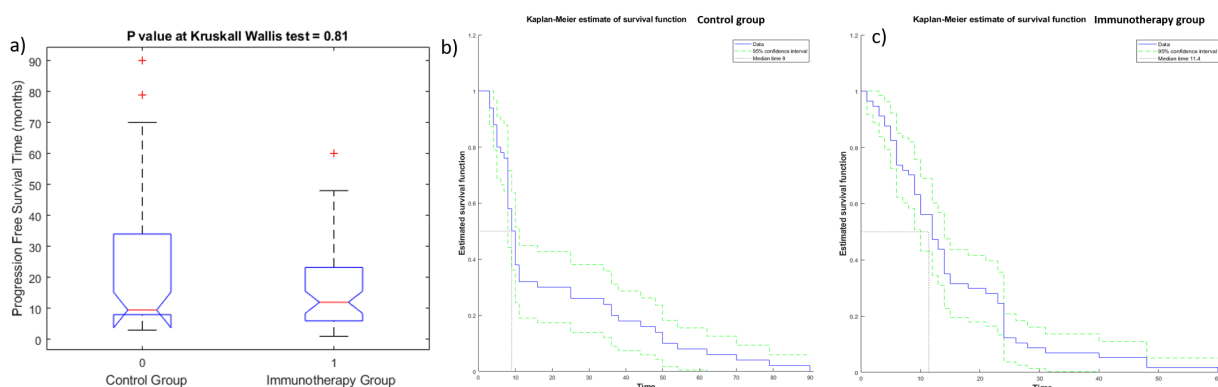 a)
P value at Kruskall Wallis test = 0.81
Progression Free Survival Time (months)
90
80
70
60
50
40
30
20
10
0
0
1
Control Group
Immunotherapy Group
b)
Kaplan-Meier estimate of survival function Control group
Data
95% confidence interval
Median time 9
Estimated survival function
1.2
1
0.8
0.6
0.4
0.2
0
0 10 20 30 40 50 60 70 80 90
Time
c)
Kaplan-Meier estimate of survival function Immunotherapy group
Data
95% confidence interval
Median time 11.4
Estimated survival function
1.2
1
0.8
0.6
0.4
0.2
0
0 10 20 30 40 50 60
Time